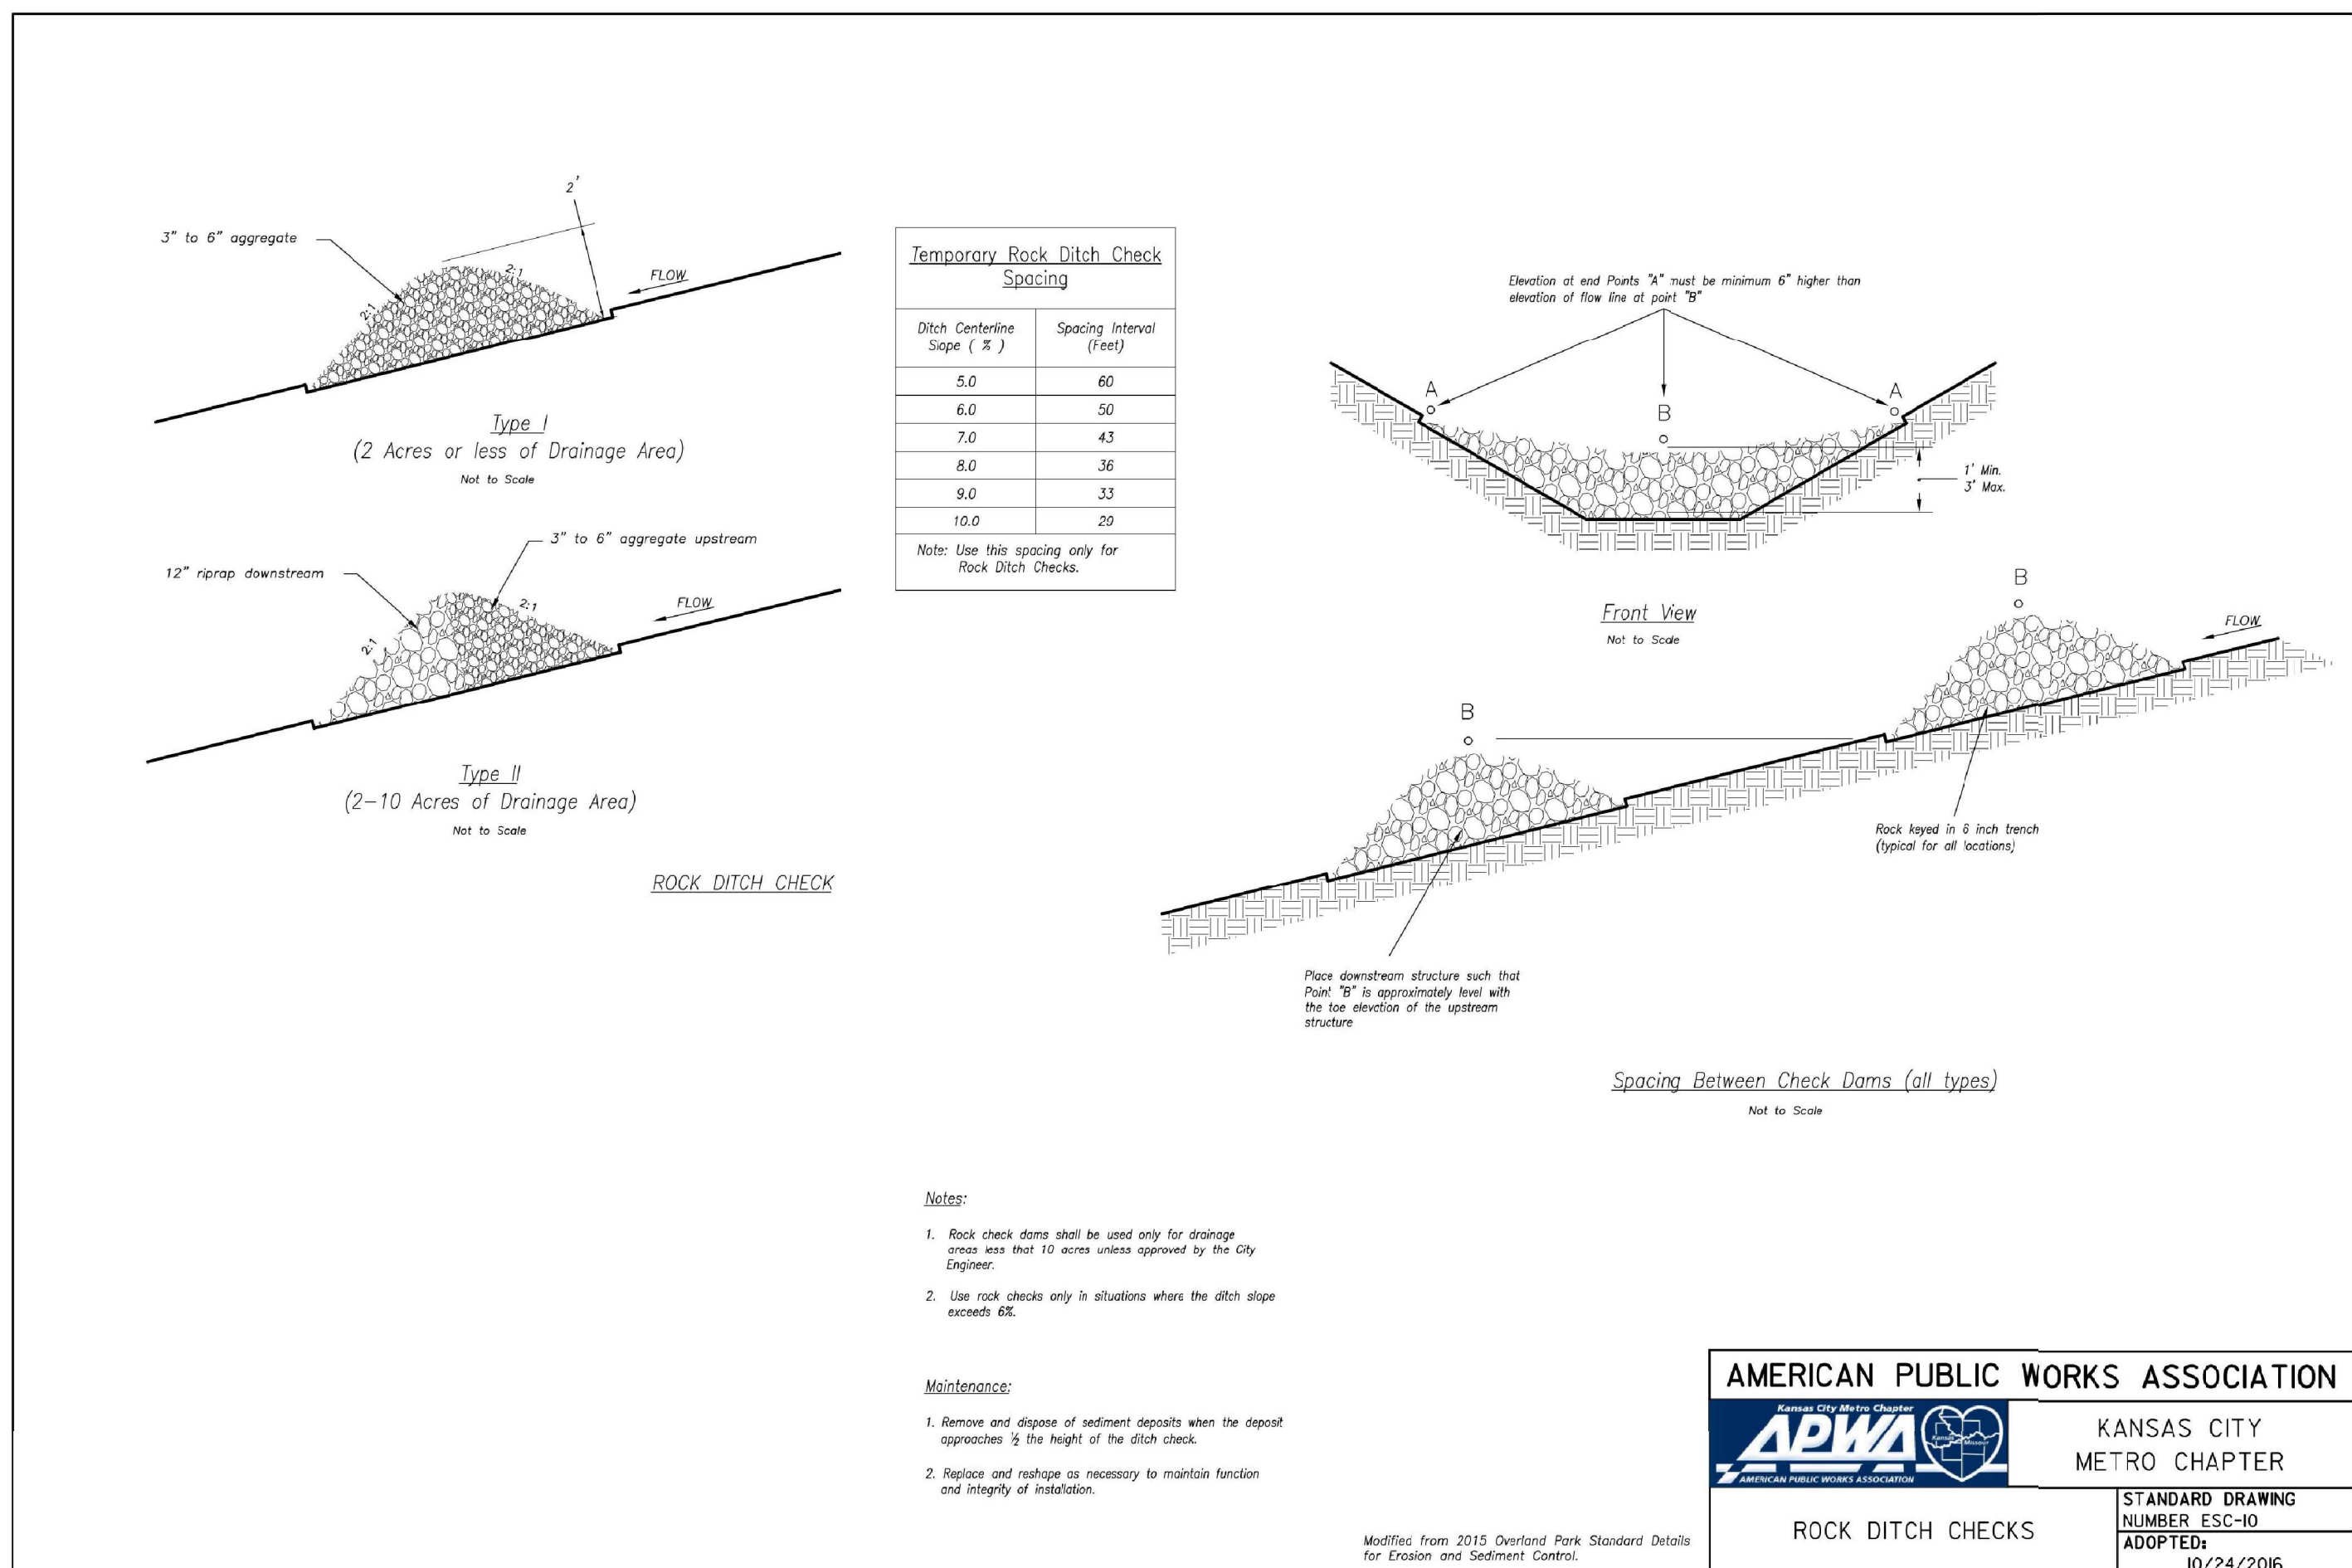 2'
3" to 6" aggregate
2:1
2:1
FLOW
Type I
(2 Acres or less of Drainage Area)
Not to Scale
3" to 6" aggregate upstream
12" riprap downstream
2:1
2:1
FLOW
Type II
(2-10 Acres of Drainage Area)
Not to Scale
ROCK DITCH CHECK
Temporary Rock Ditch Check
Spacing
Ditch Centerline
Slope ( % )
Spacing Interval
(Feet)
5.0 60
6.0 50
7.0 43
8.0 36
9.0 33
10.0 29
Note: Use this spacing only for
Rock Ditch Checks.
Elevation at end Points "A" must be minimum 6" higher than
elevation of flow line at point "B"
A
B
A
1' Min.
3' Max.
Front View
Not to Scale
B
FLOW
B
Rock keyed in 6 inch trench
(typical for all locations)
Place downstream structure such that
Point "B" is approximately level with
the toe elevation of the upstream
structure
Spacing Between Check Dams (all types)
Not to Scale
Notes:
1. Rock check dams shall be used only for drainage
areas less that 10 acres unless approved by the City
Engineer.
2. Use rock checks only in situations where the ditch slope
exceeds 6%.
Maintenance:
1. Remove and dispose of sediment deposits when the deposit
approaches ½ the height of the ditch check.
2. Replace and reshape as necessary to maintain function
and integrity of installation.
Modified from 2015 Overland Park Standard Details
for Erosion and Sediment Control.
AMERICAN PUBLIC WORKS ASSOCIATION
Kansas City Metro Chapter
APWA
Kansas Missouri
AMERICAN PUBLIC WORKS ASSOCIATION
KANSAS CITY
METRO CHAPTER
ROCK DITCH CHECKS
STANDARD DRAWING
NUMBER ESC-10
ADOPTED:
10/24/2016